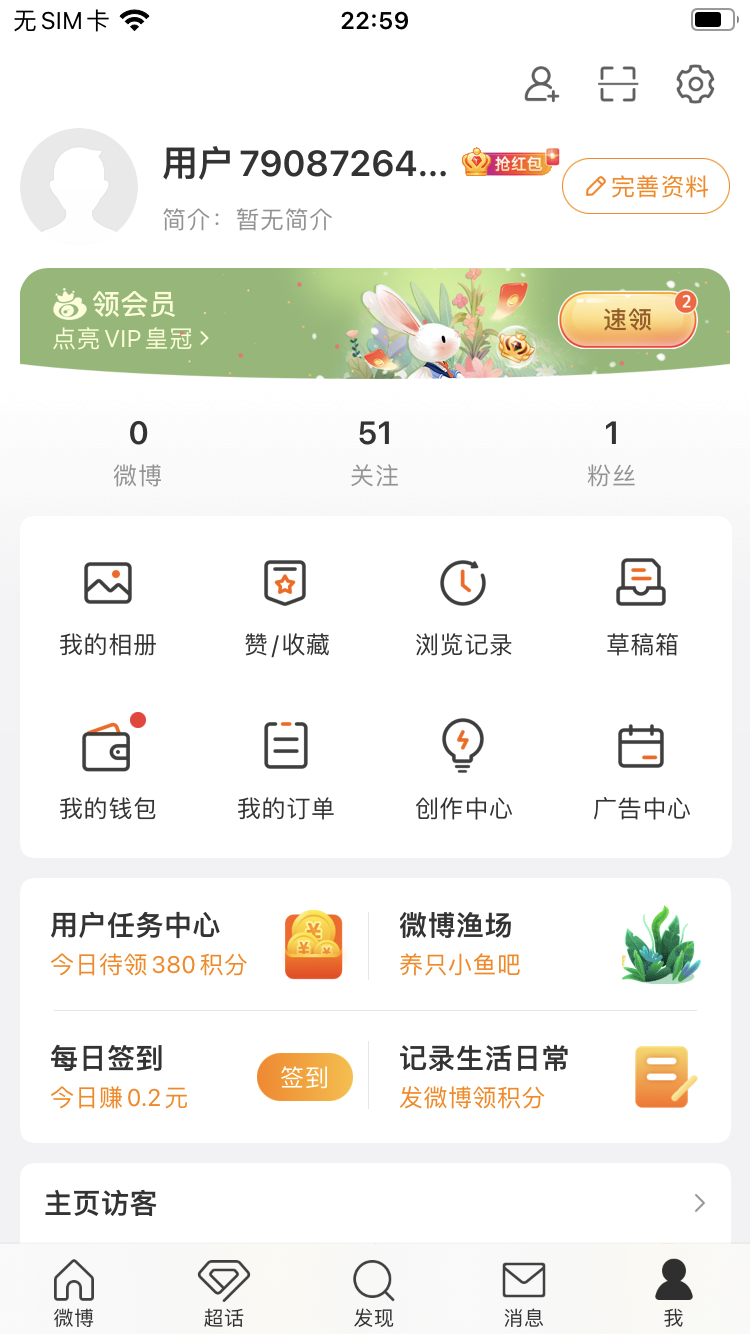 无SIM卡 22:59
用户79087264... 抢红包
完善资料
简介：暂无简介
领会员
点亮VIP皇冠
速领 2
0 51 1
微博 关注 粉丝
我的相册 赞/收藏 浏览记录 草稿箱
我的钱包 我的订单 创作中心 广告中心
用户任务中心 微博渔场
今日待领380积分 养只小鱼吧
每日签到 签到 记录生活日常
今日赚0.2元 发微博领积分
主页访客
微博 超话 发现 消息 我